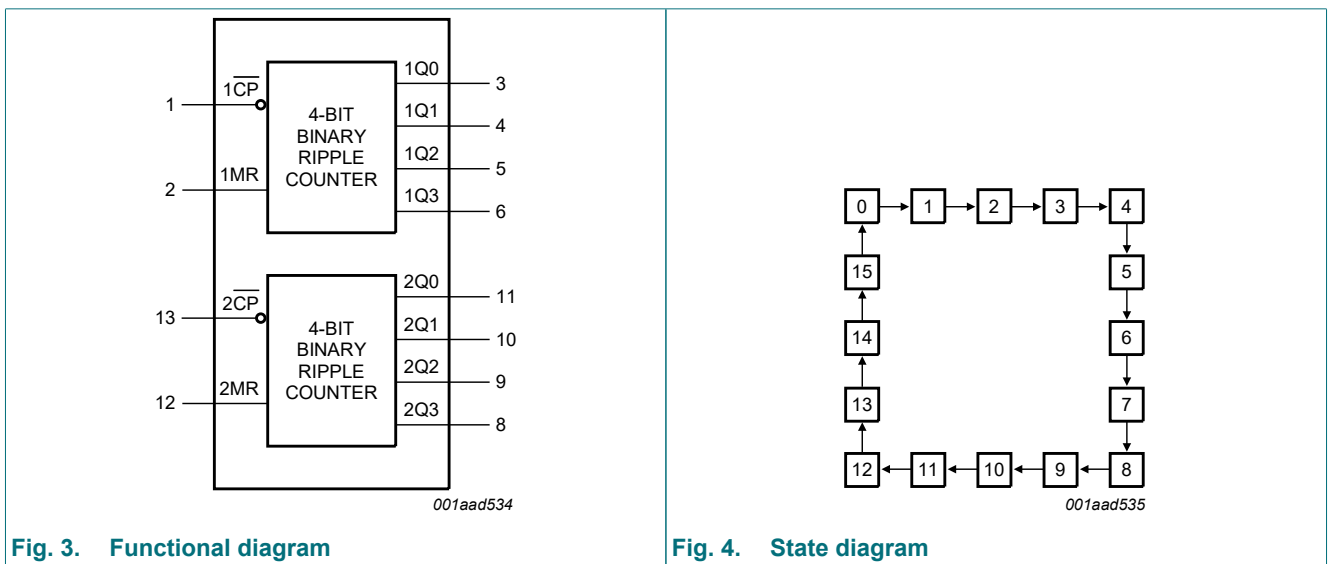 1
1C̅P̅
2
1MR
4-BIT
BINARY
RIPPLE
COUNTER
1Q0
3
1Q1
4
1Q2
5
1Q3
6
13
2C̅P̅
12
2MR
4-BIT
BINARY
RIPPLE
COUNTER
2Q0
11
2Q1
10
2Q2
9
2Q3
8
001aad534
Fig. 3. Functional diagram
0 1 2 3 4
15 5
14 6
13 7
12 11 10 9 8
001aad535
Fig. 4. State diagram